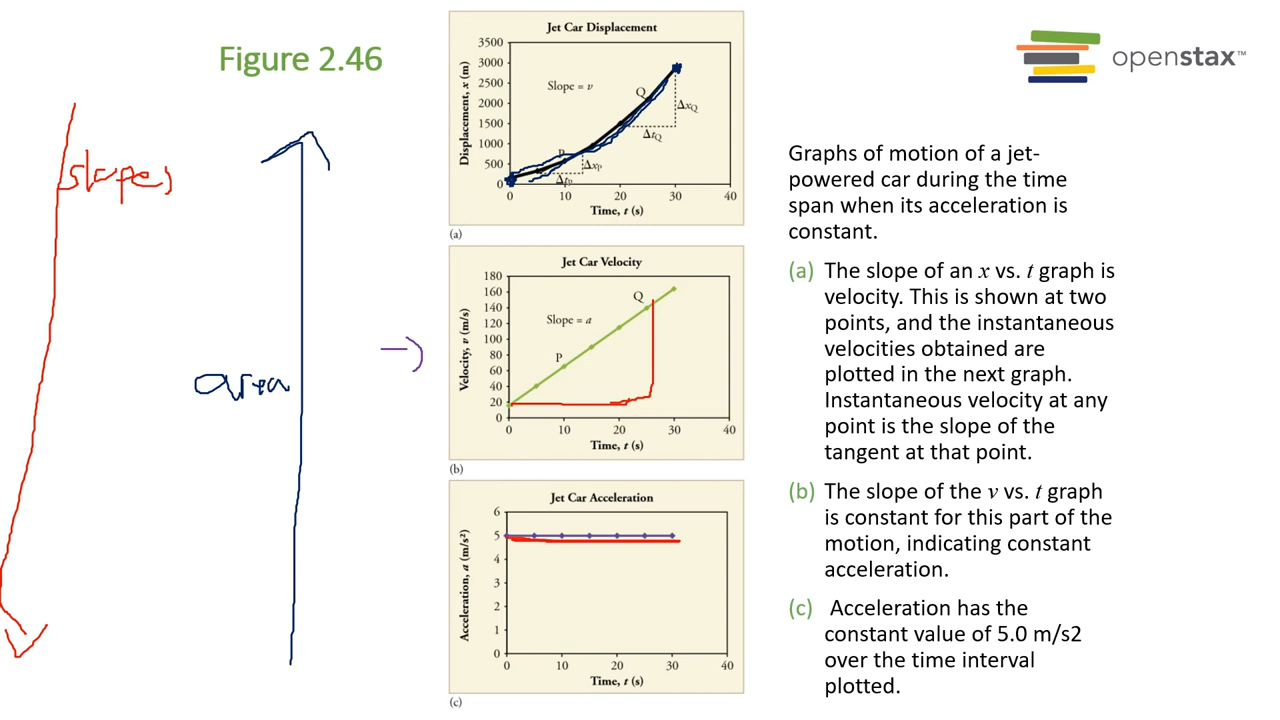 Figure 2.46
openstax™
slopes
area
Jet Car Displacement
Displacement, x (m)
3500
3000
2500
2000
1500
1000
500
0
Slope = v
P
Q
ΔxQ
ΔtQ
ΔxP
ΔtP
0 10 20 30 40
Time, t (s)
(a)
Jet Car Velocity
Velocity, v (m/s)
180
160
140
120
100
80
60
40
20
0
Slope = a
P
Q
0 10 20 30 40
Time, t (s)
(b)
Jet Car Acceleration
Acceleration, a (m/s²)
6
5
4
3
2
1
0
0 10 20 30 40
Time, t (s)
(c)
Graphs of motion of a jet-
powered car during the time
span when its acceleration is
constant.
(a) The slope of an x vs. t graph is
velocity. This is shown at two
points, and the instantaneous
velocities obtained are
plotted in the next graph.
Instantaneous velocity at any
point is the slope of the
tangent at that point.
(b) The slope of the v vs. t graph
is constant for this part of the
motion, indicating constant
acceleration.
(c) Acceleration has the
constant value of 5.0 m/s2
over the time interval
plotted.